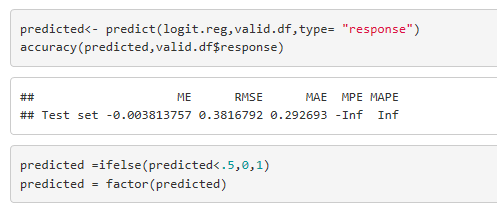 predicted<- predict(logit.reg,valid.df,type= "response")
accuracy(predicted,valid.df$response)
## ME RMSE MAE MPE MAPE
## Test set -0.003813757 0.3816792 0.292693 -Inf Inf
predicted =ifelse(predicted<.5,0,1)
predicted = factor(predicted)